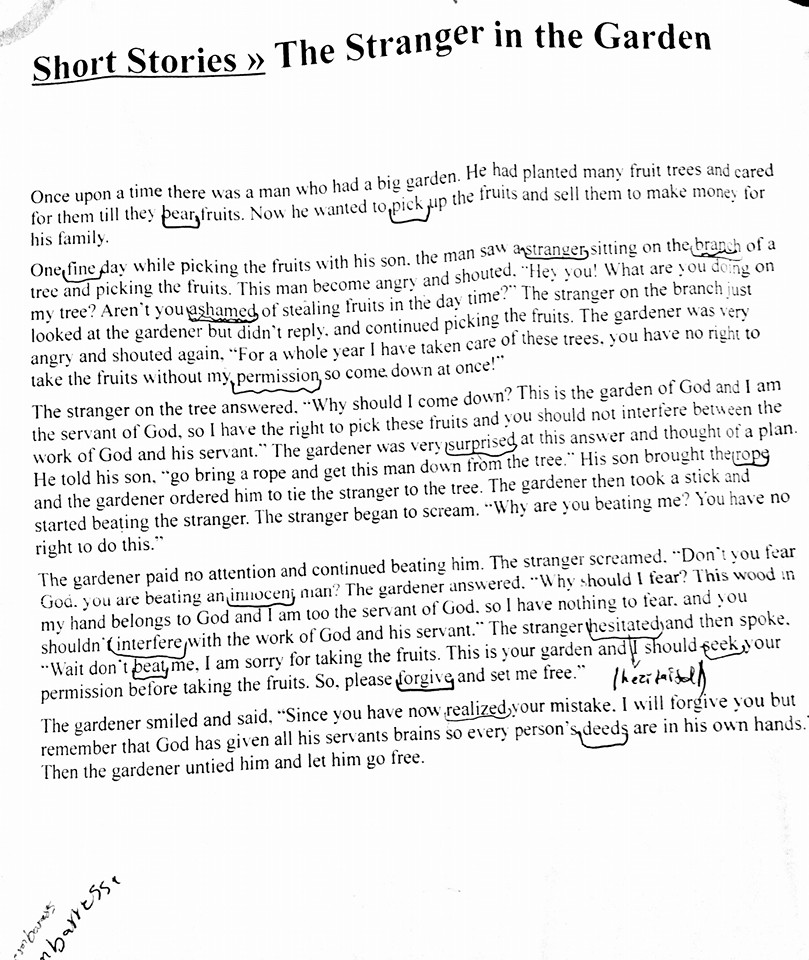 Short Stories » The Stranger in the Garden
Once upon a time there was a man who had a big garden. He had planted many fruit trees and cared
for them till they bear fruits. Now he wanted to pick up the fruits and sell them to make money for
his family.
One fine day while picking the fruits with his son, the man saw a stranger sitting on the branch of a
tree and picking the fruits. This man become angry and shouted, "Hey you! What are you doing on
my tree? Aren't you ashamed of stealing fruits in the day time?" The stranger on the branch just
looked at the gardener but didn't reply, and continued picking the fruits. The gardener was very
angry and shouted again, "For a whole year I have taken care of these trees, you have no right to
take the fruits without my permission so come down at once!"
The stranger on the tree answered, "Why should I come down? This is the garden of God and I am
the servant of God, so I have the right to pick these fruits and you should not interfere between the
work of God and his servant." The gardener was very surprised at this answer and thought of a plan.
He told his son, "go bring a rope and get this man down from the tree." His son brought the rope
and the gardener ordered him to tie the stranger to the tree. The gardener then took a stick and
started beating the stranger. The stranger began to scream. "Why are you beating me? You have no
right to do this."
The gardener paid no attention and continued beating him. The stranger screamed, "Don't you fear
God, you are beating an innocent man? The gardener answered, "Why should I fear? This wood in
my hand belongs to God and I am too the servant of God, so I have nothing to fear, and you
shouldn't interfere with the work of God and his servant." The stranger hesitated and then spoke,
"Wait don't beat me, I am sorry for taking the fruits. This is your garden and I should seek your
permission before taking the fruits. So, please forgive and set me free."
The gardener smiled and said, "Since you have now realized your mistake, I will forgive you but
remember that God has given all his servants brains so every person's deeds are in his own hands."
Then the gardener untied him and let him go free.